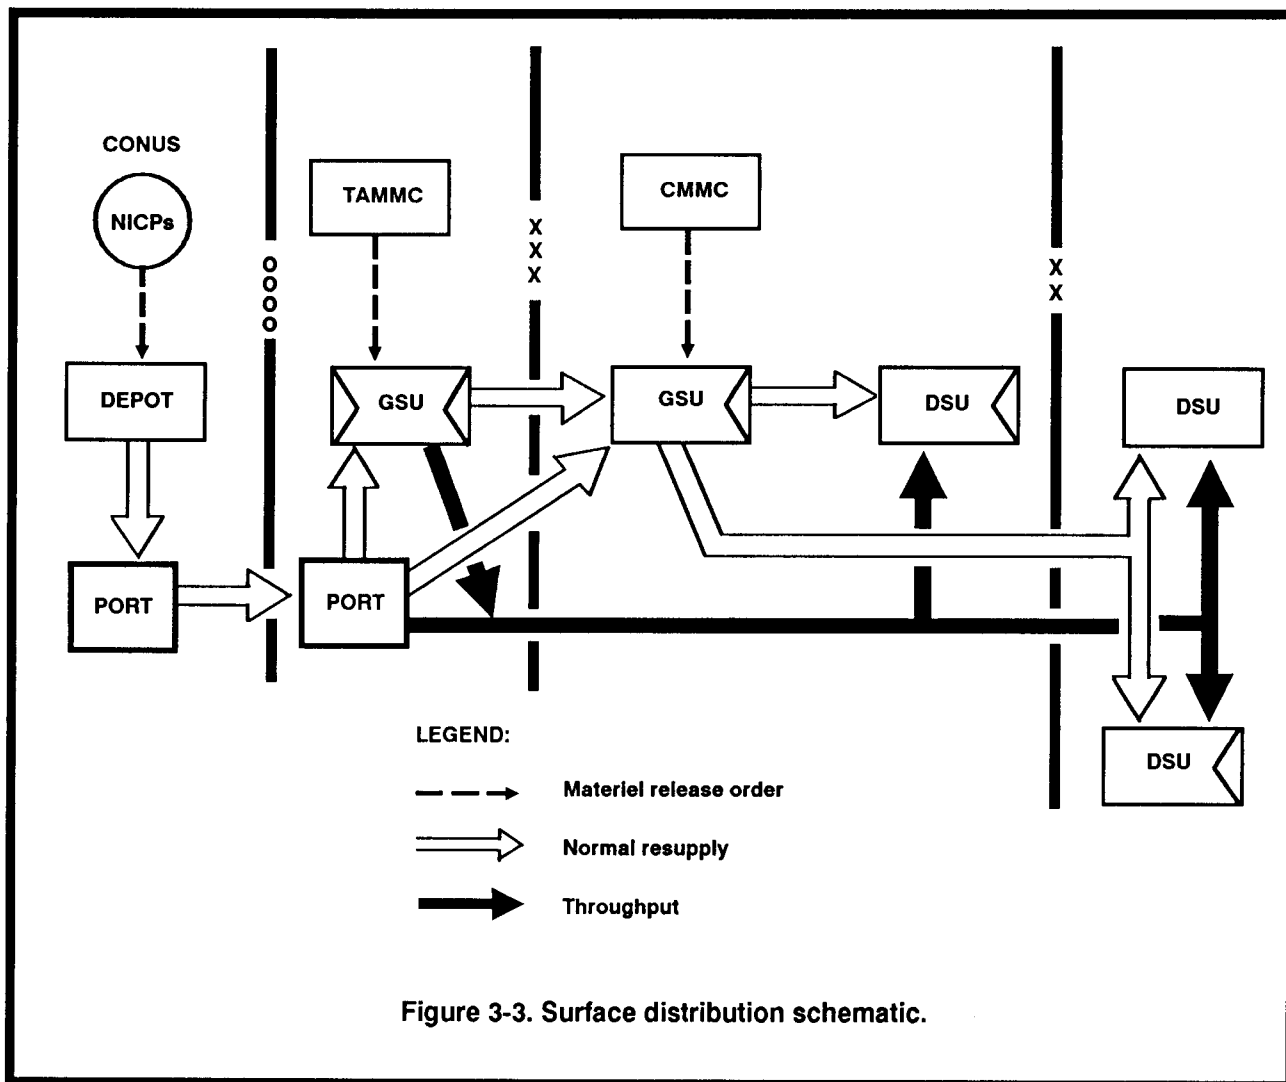 CONUS
NICPs
TAMMC
CMMC
O
O
O
O
X
X
X
X
X
DEPOT
GSU
GSU
DSU
DSU
PORT
PORT
DSU
LEGEND:
Materiel release order
Normal resupply
Throughput
Figure 3-3. Surface distribution schematic.